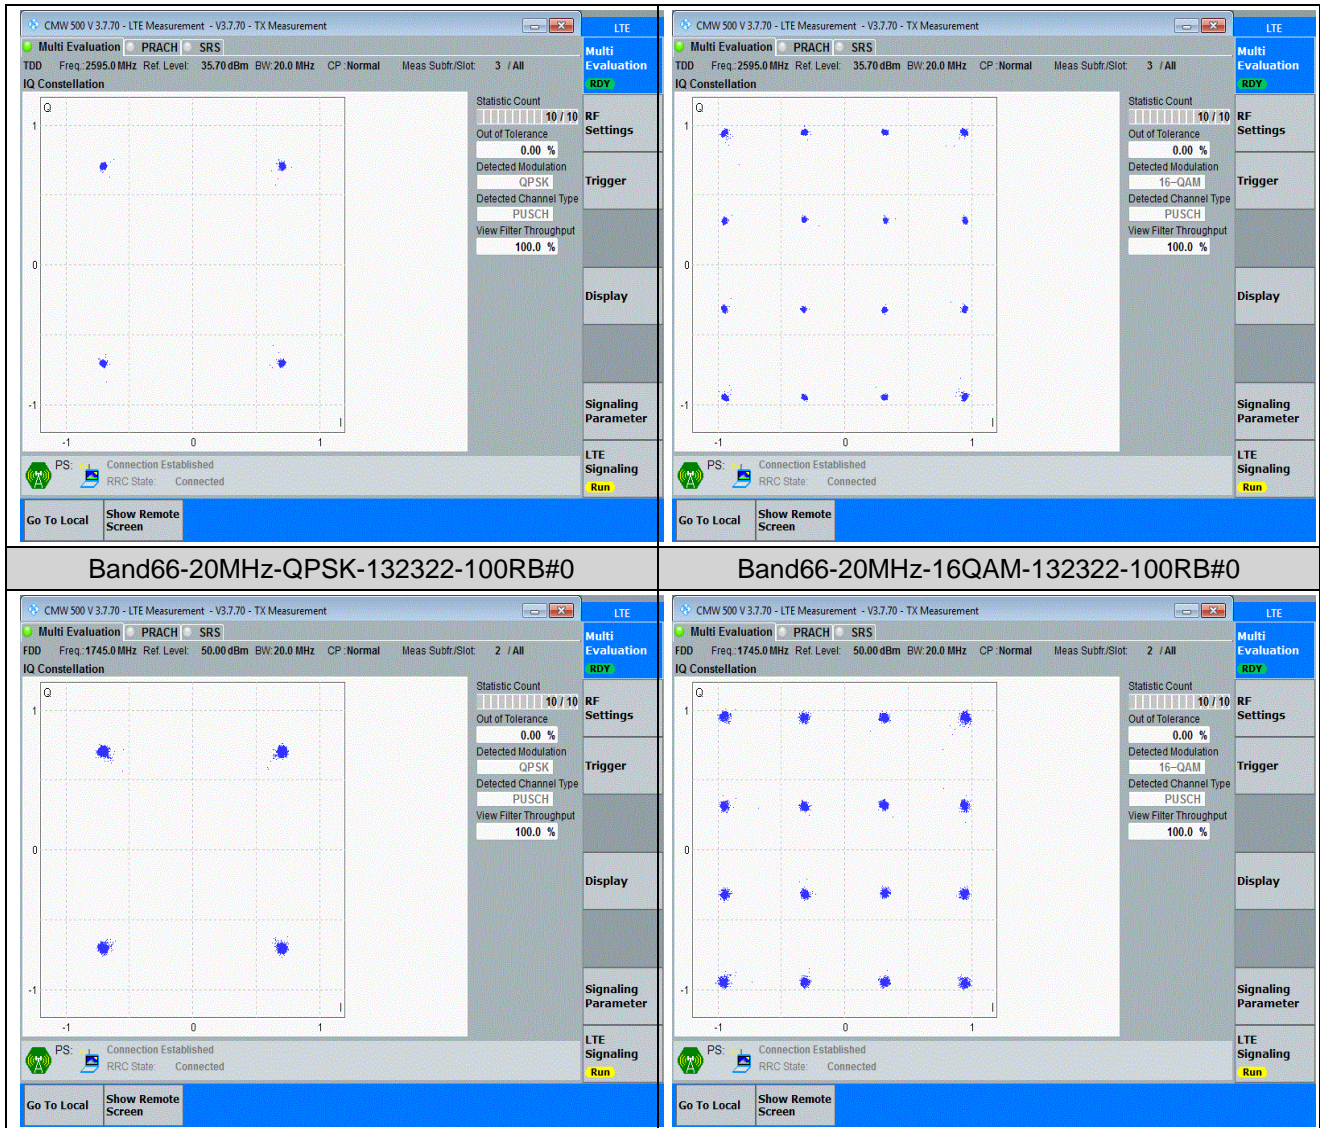 CMW 500 V 3.7.70 - LTE Measurement - V3.7.70 - TX Measurement
LTE
Multi Evaluation PRACH SRS
Multi Evaluation
RDY
TDD Freq.:2595.0 MHz Ref. Level: 35.70 dBm BW:20.0 MHz CP :Normal Meas Subfr./Slot: 3 / All
IQ Constellation
Q
1
0
-1
-1 0 1
I
Statistic Count
10 / 10
Out of Tolerance
0.00 %
Detected Modulation
QPSK
Detected Channel Type
PUSCH
View Filter Throughput
100.0 %
RF Settings
Trigger
Display
Signaling Parameter
LTE Signaling
Run
PS: Connection Established
RRC State: Connected
Go To Local
Show Remote Screen
CMW 500 V 3.7.70 - LTE Measurement - V3.7.70 - TX Measurement
LTE
Multi Evaluation PRACH SRS
Multi Evaluation
RDY
TDD Freq.:2595.0 MHz Ref. Level: 35.70 dBm BW:20.0 MHz CP :Normal Meas Subfr./Slot: 3 / All
IQ Constellation
Q
1
0
-1
-1 0 1
I
Statistic Count
10 / 10
Out of Tolerance
0.00 %
Detected Modulation
16-QAM
Detected Channel Type
PUSCH
View Filter Throughput
100.0 %
RF Settings
Trigger
Display
Signaling Parameter
LTE Signaling
Run
PS: Connection Established
RRC State: Connected
Go To Local
Show Remote Screen
Band66-20MHz-QPSK-132322-100RB#0
Band66-20MHz-16QAM-132322-100RB#0
CMW 500 V 3.7.70 - LTE Measurement - V3.7.70 - TX Measurement
LTE
Multi Evaluation PRACH SRS
Multi Evaluation
RDY
FDD Freq.:1745.0 MHz Ref. Level: 50.00 dBm BW:20.0 MHz CP :Normal Meas Subfr./Slot: 2 / All
IQ Constellation
Q
1
0
-1
-1 0 1
I
Statistic Count
10 / 10
Out of Tolerance
0.00 %
Detected Modulation
QPSK
Detected Channel Type
PUSCH
View Filter Throughput
100.0 %
RF Settings
Trigger
Display
Signaling Parameter
LTE Signaling
Run
PS: Connection Established
RRC State: Connected
Go To Local
Show Remote Screen
CMW 500 V 3.7.70 - LTE Measurement - V3.7.70 - TX Measurement
LTE
Multi Evaluation PRACH SRS
Multi Evaluation
RDY
FDD Freq.:1745.0 MHz Ref. Level: 50.00 dBm BW:20.0 MHz CP :Normal Meas Subfr./Slot: 2 / All
IQ Constellation
Q
1
0
-1
-1 0 1
I
Statistic Count
10 / 10
Out of Tolerance
0.00 %
Detected Modulation
16-QAM
Detected Channel Type
PUSCH
View Filter Throughput
100.0 %
RF Settings
Trigger
Display
Signaling Parameter
LTE Signaling
Run
PS: Connection Established
RRC State: Connected
Go To Local
Show Remote Screen